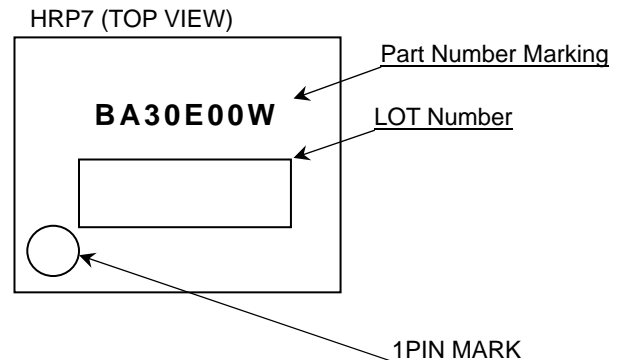 HRP7 (TOP VIEW)
Part Number Marking
BA30E00W
LOT Number
1PIN MARK